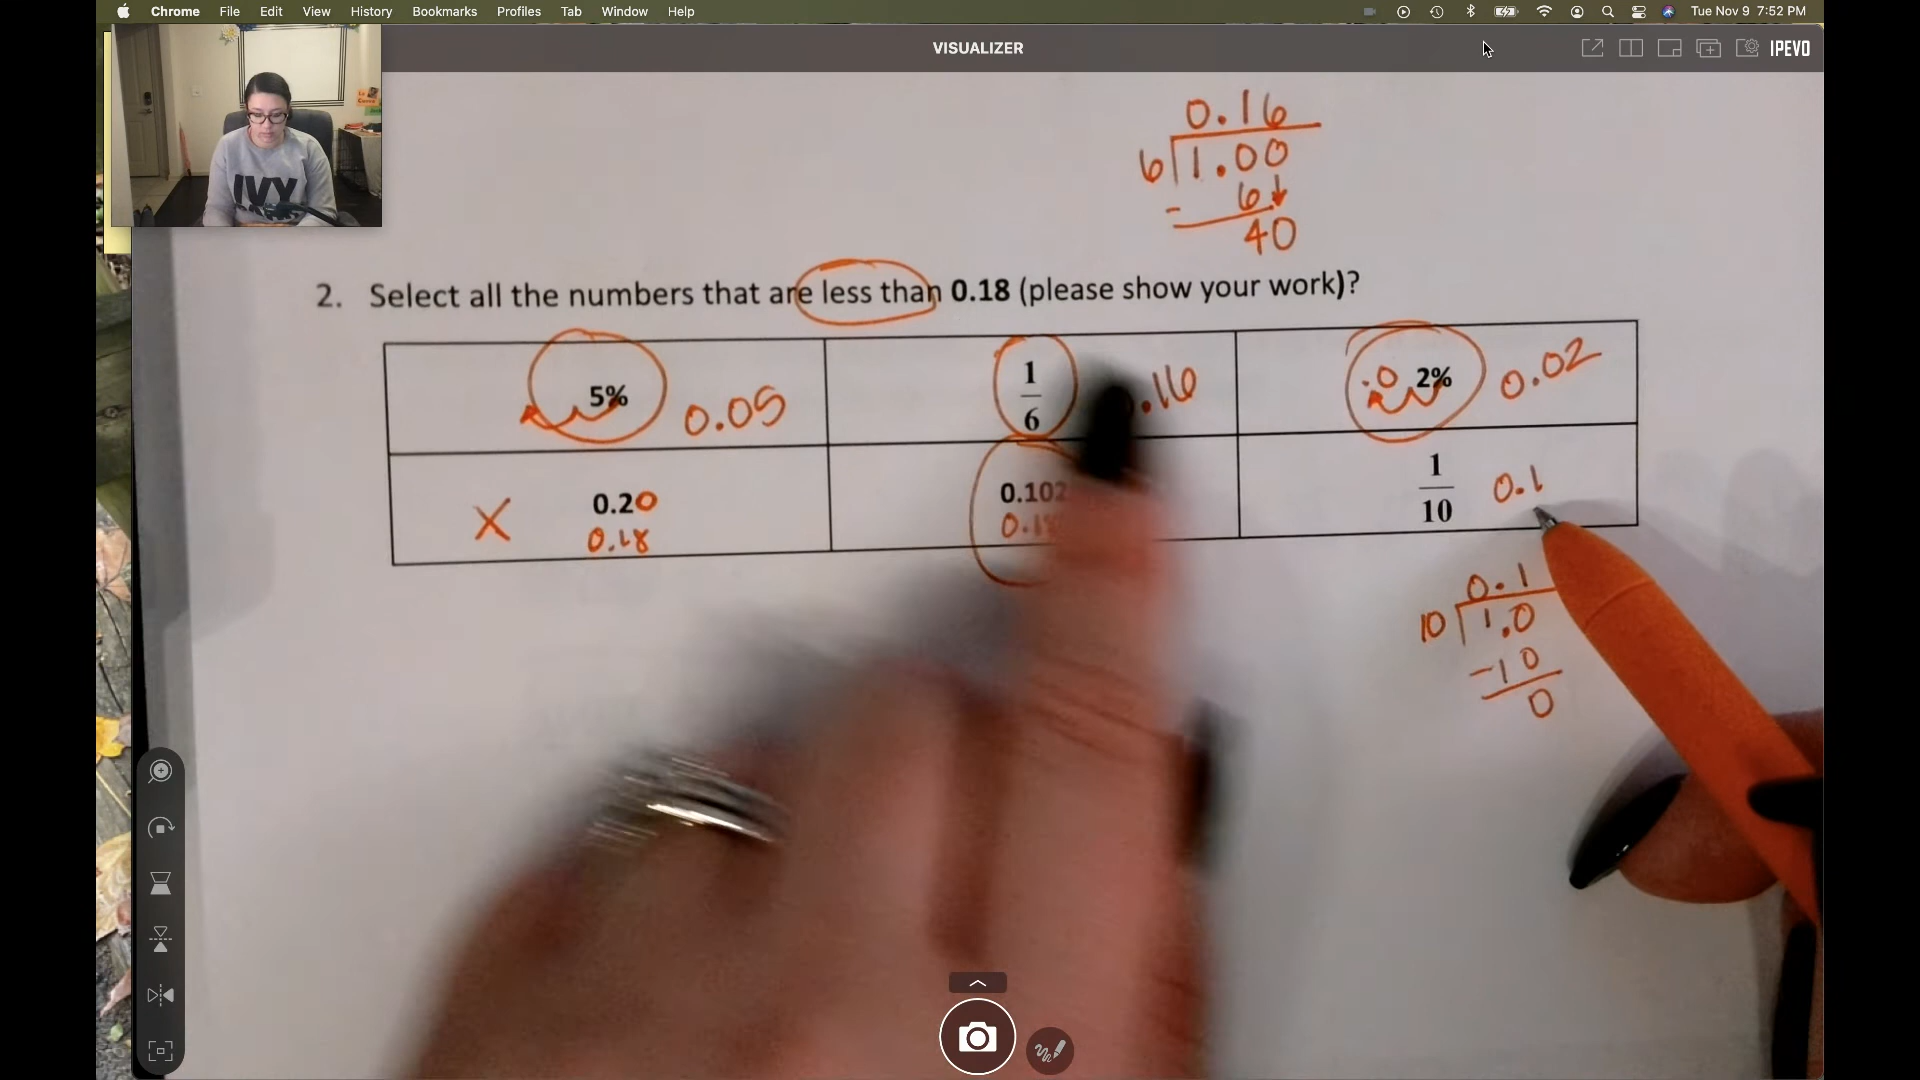 Chrome File Edit View History Bookmarks Profiles Tab Window Help Tue Nov 9 7:52 PM
VISUALIZER
IPEVO
IVY
0.16
6 1.00
- 6
40
2. Select all the numbers that are less than 0.18 (please show your work)?
5% 0.05
1
6
.16
.0 2% 0.02
X 0.20
0.18
0.102
0.1
1
10
0.1
0.1
10 1.0
-10
0